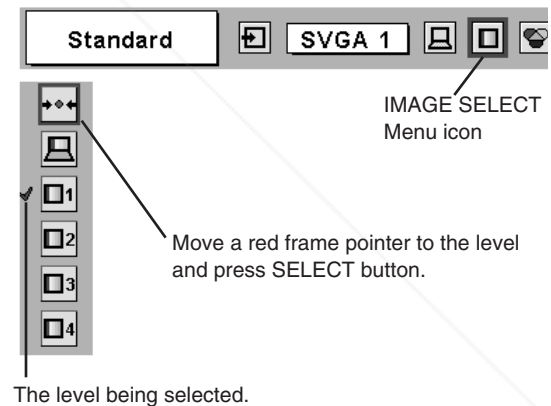 Standard
SVGA 1
IMAGE SELECT
Menu icon
1
Move a red frame pointer to the level
and press SELECT button.
2
3
4
The level being selected.